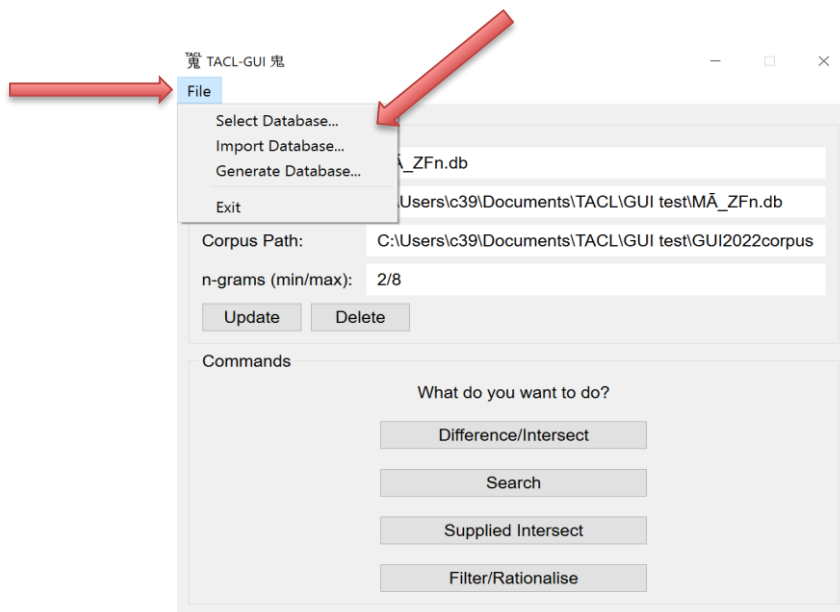 TACL 鬼 TACL-GUI 鬼
File
Select Database...
Import Database...
Generate Database...
Exit
Ā_ZFn.db
\Users\c39\Documents\TACL\GUI test\MĀ_ZFn.db
Corpus Path: C:\Users\c39\Documents\TACL\GUI test\GUI2022corpus
n-grams (min/max): 2/8
Update Delete
Commands
What do you want to do?
Difference/Intersect
Search
Supplied Intersect
Filter/Rationalise